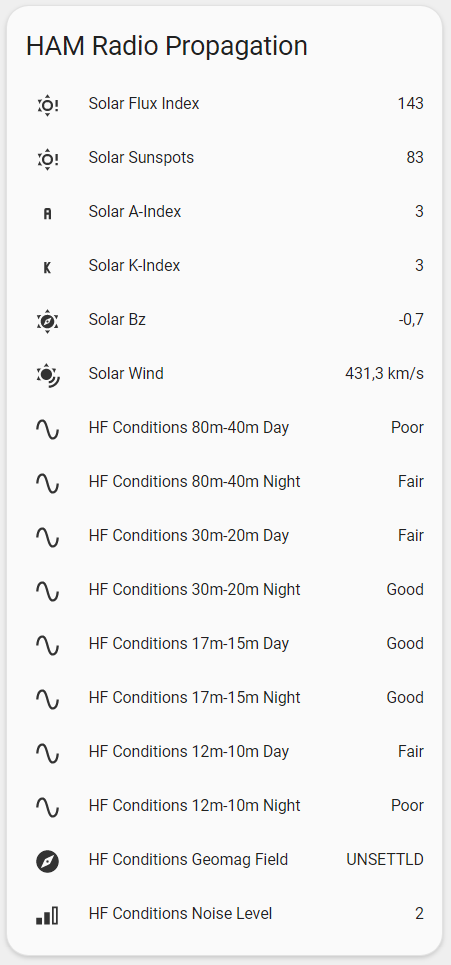 HAM Radio Propagation
Solar Flux Index 143
Solar Sunspots 83
A Solar A-Index 3
K Solar K-Index 3
Solar Bz -0,7
Solar Wind 431,3 km/s
HF Conditions 80m-40m Day Poor
HF Conditions 80m-40m Night Fair
HF Conditions 30m-20m Day Fair
HF Conditions 30m-20m Night Good
HF Conditions 17m-15m Day Good
HF Conditions 17m-15m Night Good
HF Conditions 12m-10m Day Fair
HF Conditions 12m-10m Night Poor
HF Conditions Geomag Field UNSETTLD
HF Conditions Noise Level 2